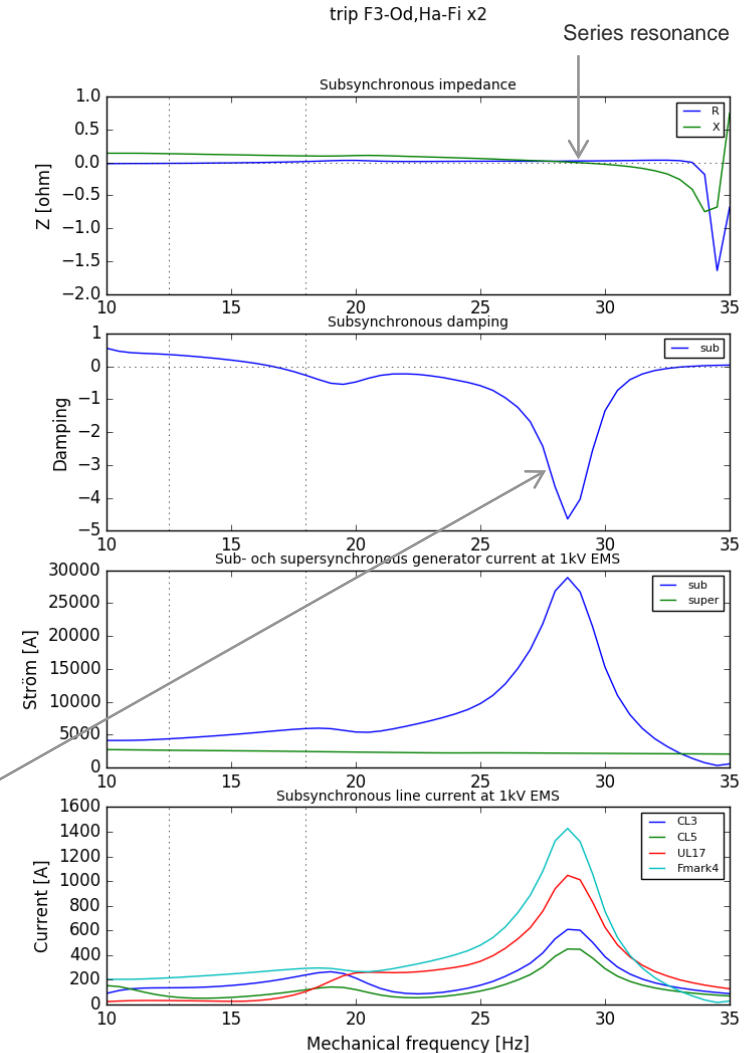 trip F3-Od,Ha-Fi x2
Series resonance
Subsynchronous impedance
Z [ohm]
1.0
0.5
0.0
−0.5
−1.0
−1.5
−2.0
R
X
10 15 20 25 30 35
Subsynchronous damping
Damping
1
0
−1
−2
−3
−4
−5
sub
10 15 20 25 30 35
Sub- och supersynchronous generator current at 1kV EMS
Ström [A]
30000
25000
20000
15000
10000
5000
0
sub
super
10 15 20 25 30 35
Subsynchronous line current at 1kV EMS
Current [A]
1600
1400
1200
1000
800
600
400
200
0
CL3
CL5
UL17
Fmark4
10 15 20 25 30 35
Mechanical frequency [Hz]